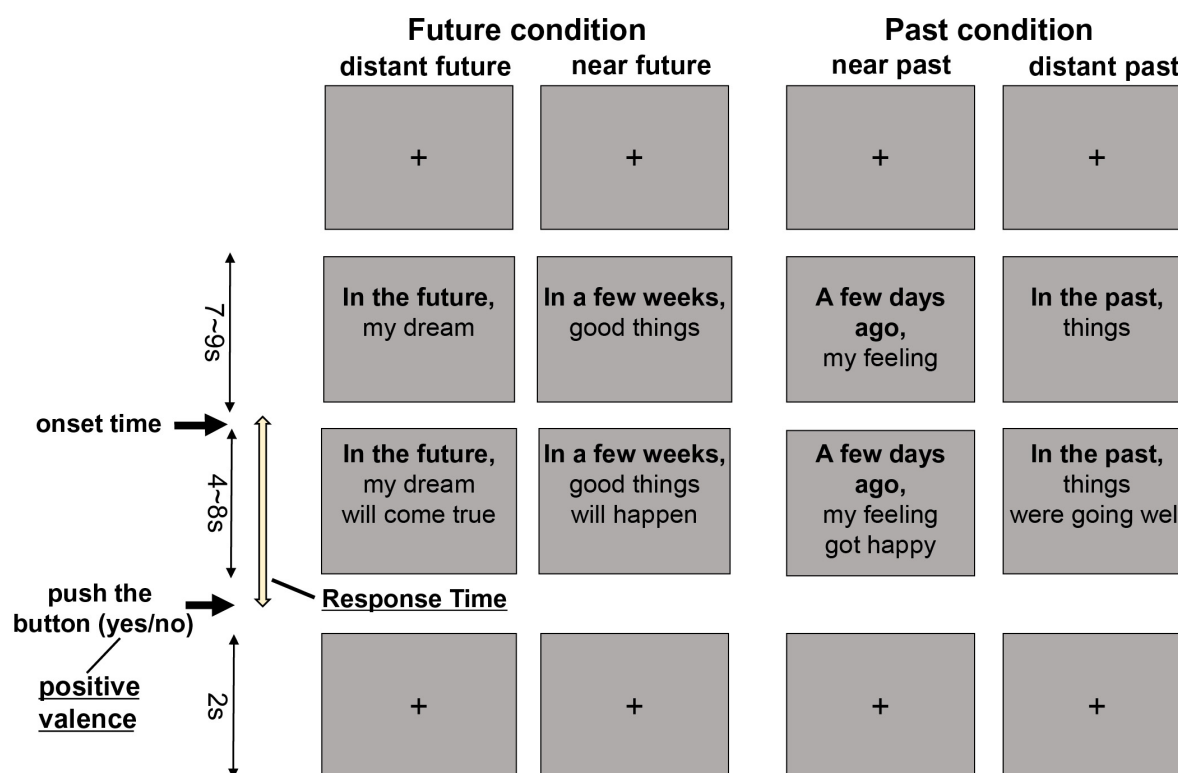 Future condition
Past condition
distant future
near future
near past
distant past
+
+
+
+
7~9s
In the future,
my dream
In a few weeks,
good things
A few days
ago,
my feeling
In the past,
things
onset time
4~8s
In the future,
my dream
will come true
In a few weeks,
good things
will happen
A few days
ago,
my feeling
got happy
In the past,
things
were going wel
push the
button (yes/no)
Response Time
positive
valence
2s
+
+
+
+